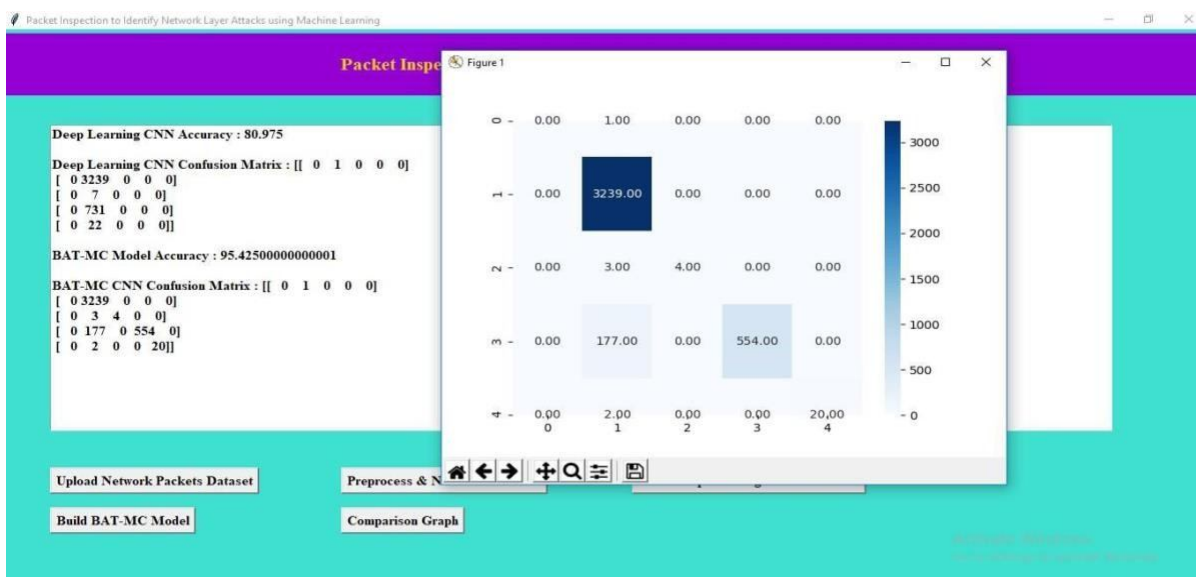 Packet Inspection to Identify Network Layer Attacks using Machine Learning
Packet Inspe
Figure 1
Deep Learning CNN Accuracy : 80.975
Deep Learning CNN Confusion Matrix : [[ 0 1 0 0 0]
[ 0 3239 0 0 0]
[ 0 7 0 0 0]
[ 0 731 0 0 0]
[ 0 22 0 0 0]]
BAT-MC Model Accuracy : 95.42500000000001
BAT-MC CNN Confusion Matrix : [[ 0 1 0 0 0]
[ 0 3239 0 0 0]
[ 0 3 4 0 0]
[ 0 177 0 554 0]
[ 0 2 0 0 20]]
0 - 0.00 1.00 0.00 0.00 0.00
1 - 0.00 3239.00 0.00 0.00 0.00
2 - 0.00 3.00 4.00 0.00 0.00
3 - 0.00 177.00 0.00 554.00 0.00
4 - 0.00 2.00 0.00 0.00 20.00
0 1 2 3 4
- 3000
- 2500
- 2000
- 1500
- 1000
- 500
- 0
Upload Network Packets Dataset
Preprocess & N
Build BAT-MC Model
Comparison Graph